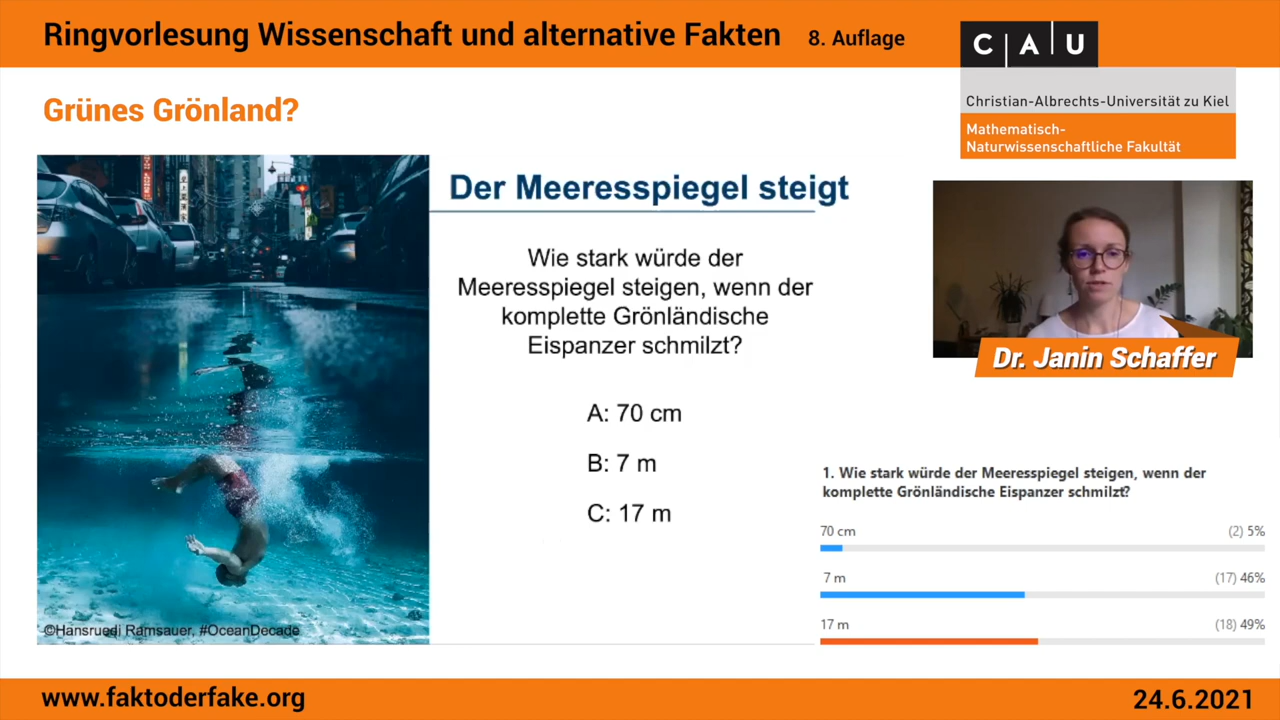 Ringvorlesung Wissenschaft und alternative Fakten 8. Auflage
C A U
Christian-Albrechts-Universität zu Kiel
Mathematisch-
Naturwissenschaftliche Fakultät
Grünes Grönland?
Der Meeresspiegel steigt
Wie stark würde der
Meeresspiegel steigen, wenn der
komplette Grönländische
Eispanzer schmilzt?
A: 70 cm
B: 7 m
C: 17 m
©Hansruedi Ramsauer, #OceanDecade
Dr. Janin Schaffer
1. Wie stark würde der Meeresspiegel steigen, wenn der
komplette Grönländische Eispanzer schmilzt?
70 cm (2) 5%
7 m (17) 46%
17 m (18) 49%
www.faktoderfake.org
24.6.2021